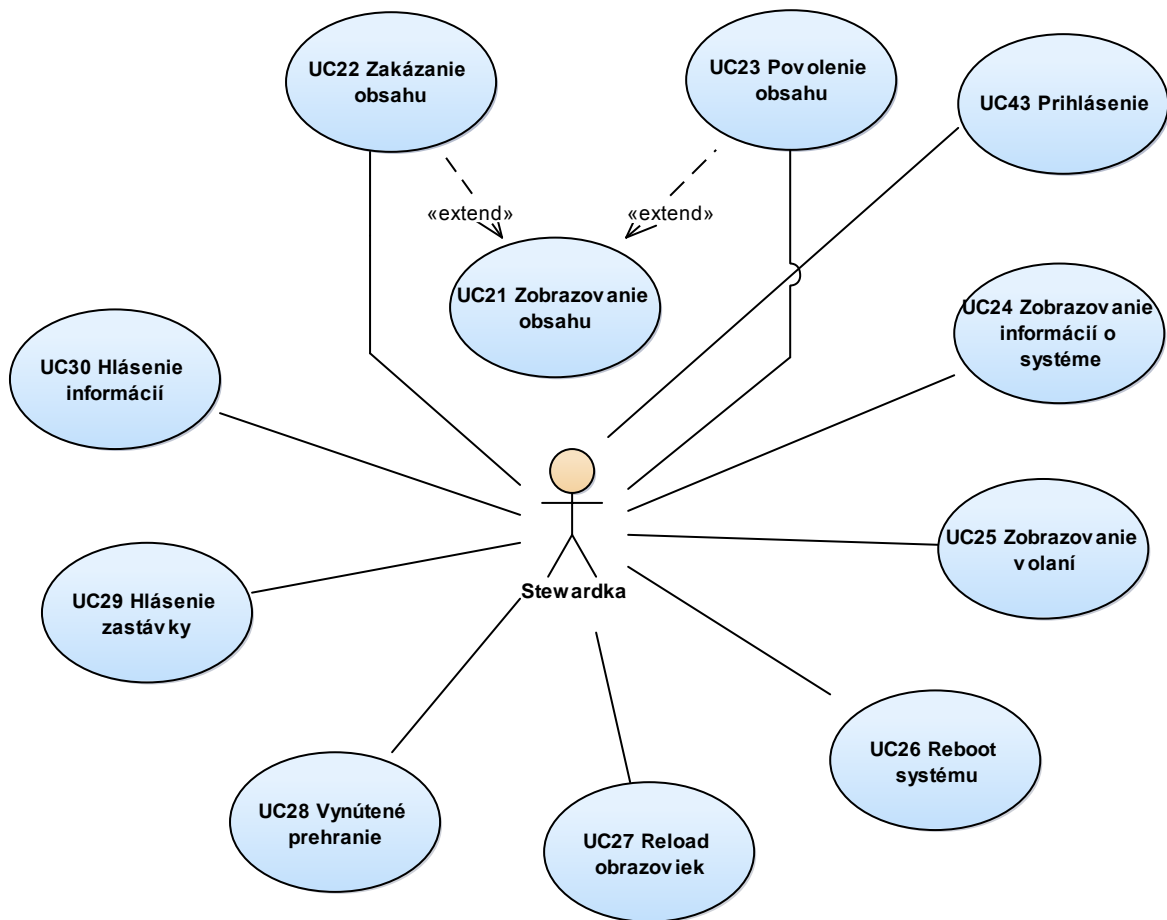 UC22 Zakázanie
obsahu
UC23 Povolenie
obsahu
UC43 Prihlásenie
«extend»
«extend»
UC21 Zobrazovanie
obsahu
UC24 Zobrazovanie
informácií o
systéme
UC30 Hlásenie
informácií
UC25 Zobrazovanie
volaní
Stewardka
UC29 Hlásenie
zastávky
UC26 Reboot
systému
UC28 Vynútené
prehranie
UC27 Reload
obrazoviek